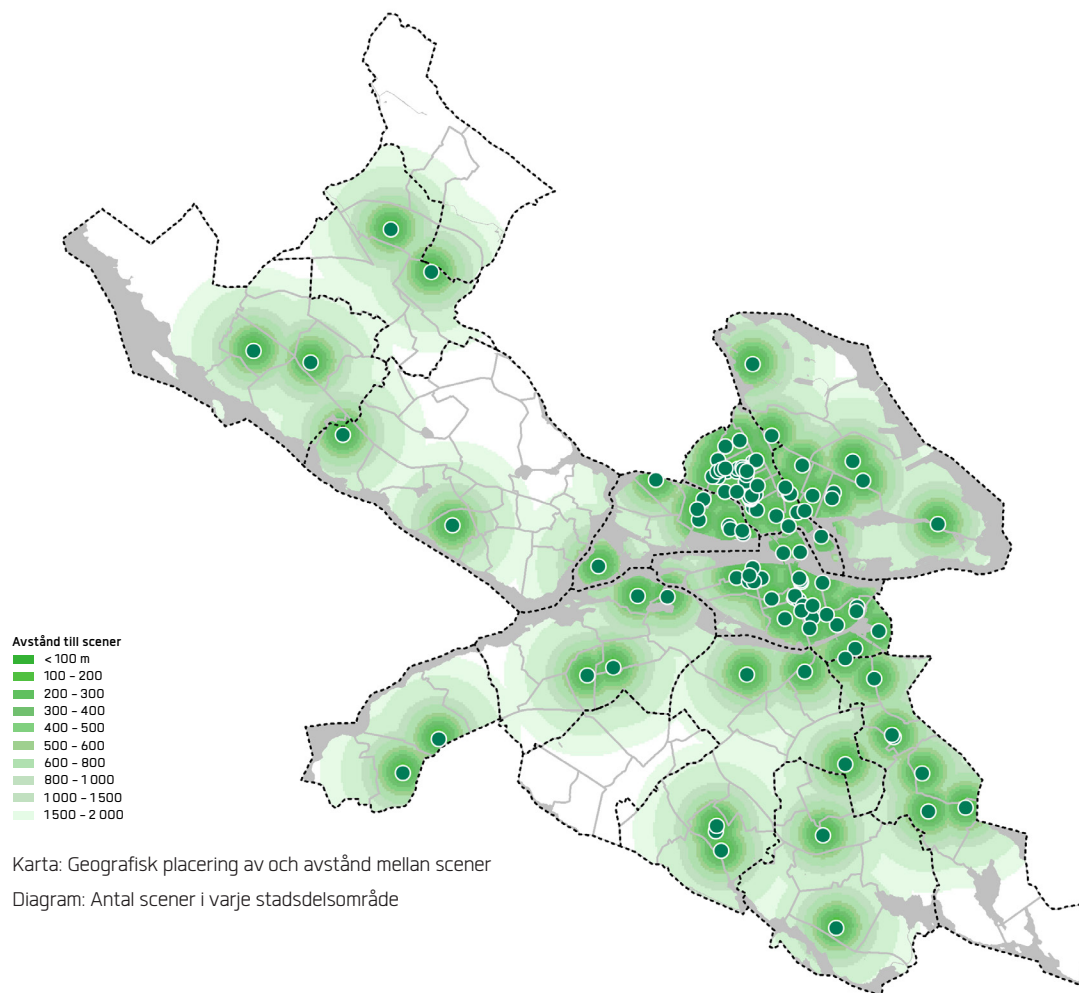 Avstånd till scener
< 100 m
100 – 200
200 – 300
300 – 400
400 – 500
500 – 600
600 – 800
800 – 1 000
1 000 – 1 500
1 500 – 2 000
Karta: Geografisk placering av och avstånd mellan scener
Diagram: Antal scener i varje stadsdelsområde